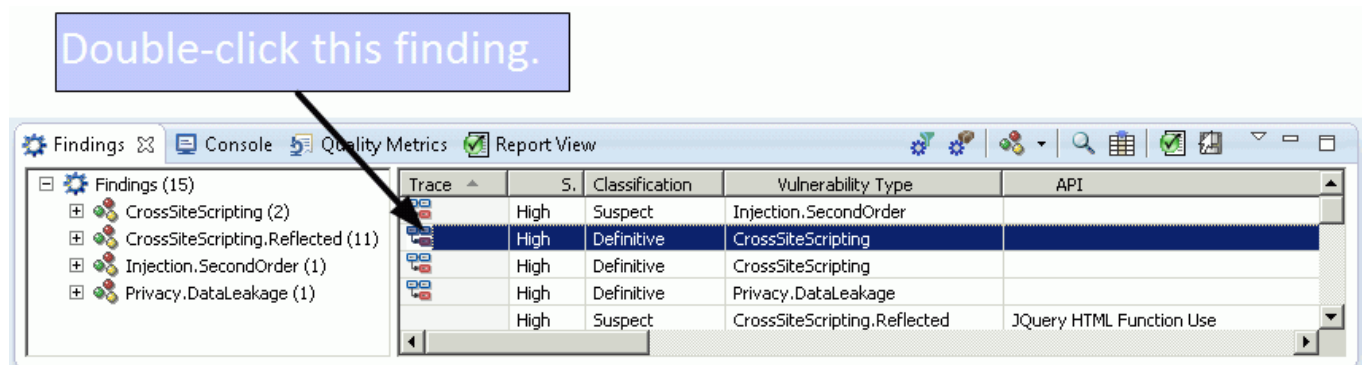 Double-click this finding.
Findings Console Quality Metrics Report View
Findings (15)
CrossSiteScripting (2)
CrossSiteScripting.Reflected (11)
Injection.SecondOrder (1)
Privacy.DataLeakage (1)
Trace S. Classification Vulnerability Type API
High Suspect Injection.SecondOrder
High Definitive CrossSiteScripting
High Definitive CrossSiteScripting
High Definitive Privacy.DataLeakage
High Suspect CrossSiteScripting.Reflected JQuery HTML Function Use